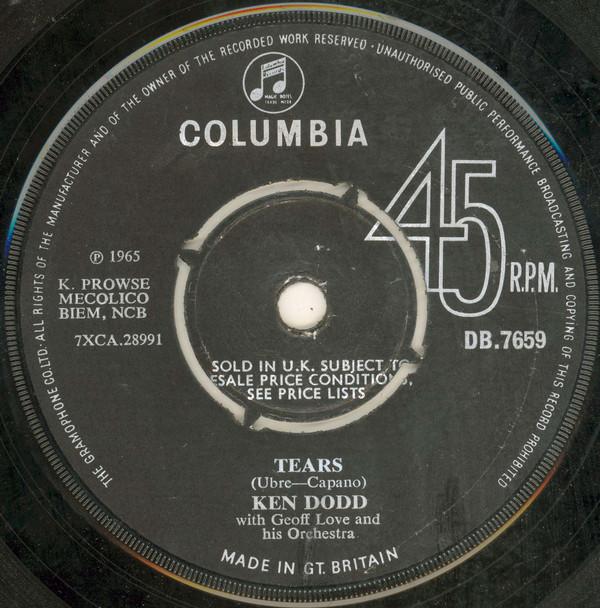 THE GRAMOPHONE CO. LTD. · ALL RIGHTS OF THE MANUFACTURER AND OF THE OWNER OF THE RECORDED WORK RESERVED · UNAUTHORISED PUBLIC PERFORMANCE BROADCASTING AND COPYING OF THIS RECORD PROHIBITED
TRADE MARK
COLUMBIA
45
R.P.M.
℗ 1965
K. PROWSE
MECOLICO
BIEM, NCB
7XCA.28991
DB.7659
SOLD IN U.K. SUBJECT TO
ESALE PRICE CONDITIONS,
SEE PRICE LISTS
TEARS
(Ubre—Capano)
KEN DODD
with Geoff Love and
his Orchestra
MADE IN GT. BRITAIN